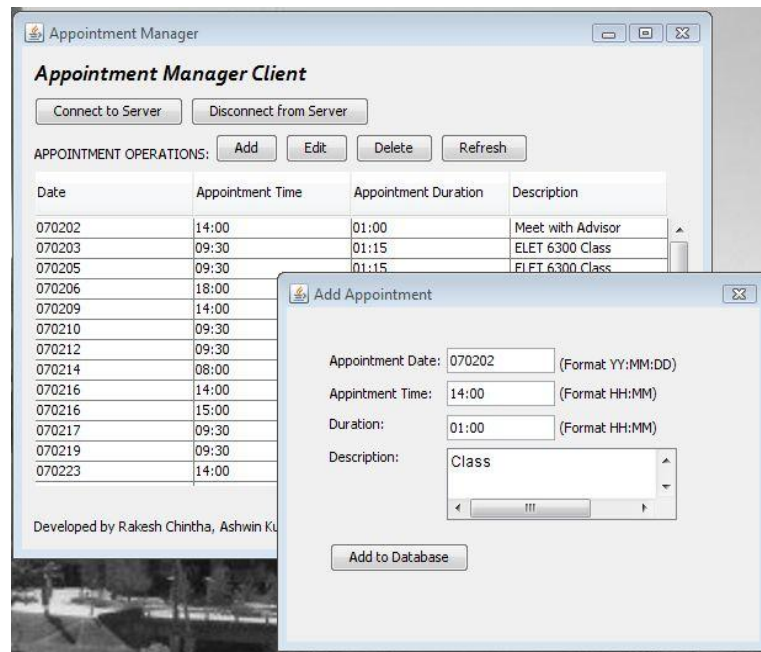 Appointment Manager
Appointment Manager Client
Connect to Server Disconnect from Server
APPOINTMENT OPERATIONS: Add Edit Delete Refresh
Date Appointment Time Appointment Duration Description
070202 14:00 01:00 Meet with Advisor
070203 09:30 01:15 ELET 6300 Class
070205 09:30 01:15 ELET 6300 Class
070206 18:00
070209 14:00
070210 09:30
070212 09:30
070214 08:00
070216 14:00
070216 15:00
070217 09:30
070219 09:30
070223 14:00
Developed by Rakesh Chintha, Ashwin
Add Appointment
Appointment Date: 070202 (Format YY:MM:DD)
Appintment Time: 14:00 (Format HH:MM)
Duration: 01:00 (Format HH:MM)
Description: Class
Add to Database